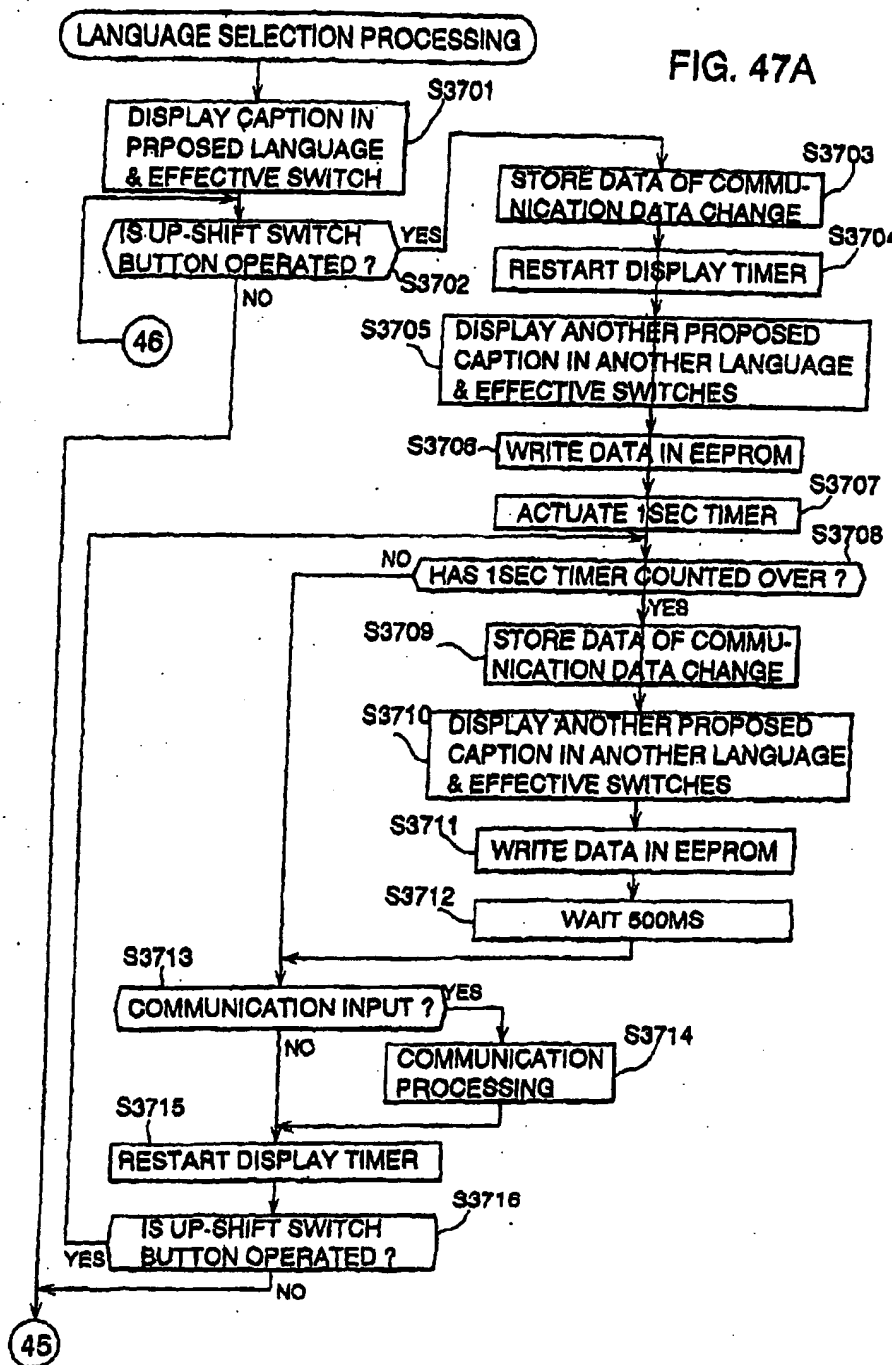 LANGUAGE SELECTION PROCESSING
FIG. 47A
S3701
DISPLAY CAPTION IN
PRPOSED LANGUAGE
& EFFECTIVE SWITCH
IS UP-SHIFT SWITCH
BUTTON OPERATED ?
YES
S3702
NO
46
S3703
STORE DATA OF COMMU-
NICATION DATA CHANGE
S3704
RESTART DISPLAY TIMER
S3705
DISPLAY ANOTHER PROPOSED
CAPTION IN ANOTHER LANGUAGE
& EFFECTIVE SWITCHES
S3706
WRITE DATA IN EEPROM
S3707
ACTUATE 1SEC TIMER
S3708
NO
HAS 1SEC TIMER COUNTED OVER ?
YES
S3709
STORE DATA OF COMMU-
NICATION DATA CHANGE
S3710
DISPLAY ANOTHER PROPOSED
CAPTION IN ANOTHER LANGUAGE
& EFFECTIVE SWITCHES
S3711
WRITE DATA IN EEPROM
S3712
WAIT 500MS
S3713
COMMUNICATION INPUT ?
YES
NO
S3714
COMMUNICATION
PROCESSING
S3715
RESTART DISPLAY TIMER
S3716
IS UP-SHIFT SWITCH
BUTTON OPERATED ?
YES
NO
45